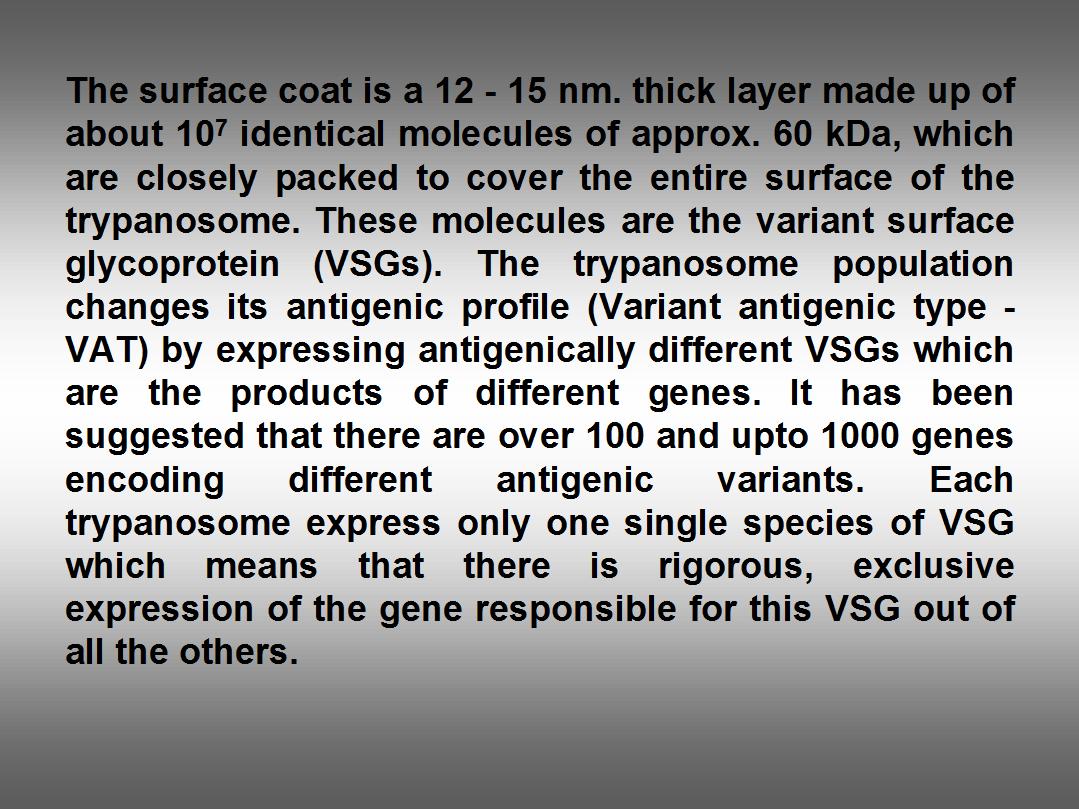 The surface coat is a 12 - 15 nm. thick layer made up of
about 10⁷ identical molecules of approx. 60 kDa, which
are closely packed to cover the entire surface of the
trypanosome. These molecules are the variant surface
glycoprotein (VSGs). The trypanosome population
changes its antigenic profile (Variant antigenic type -
VAT) by expressing antigenically different VSGs which
are the products of different genes. It has been
suggested that there are over 100 and upto 1000 genes
encoding different antigenic variants. Each
trypanosome express only one single species of VSG
which means that there is rigorous, exclusive
expression of the gene responsible for this VSG out of
all the others.